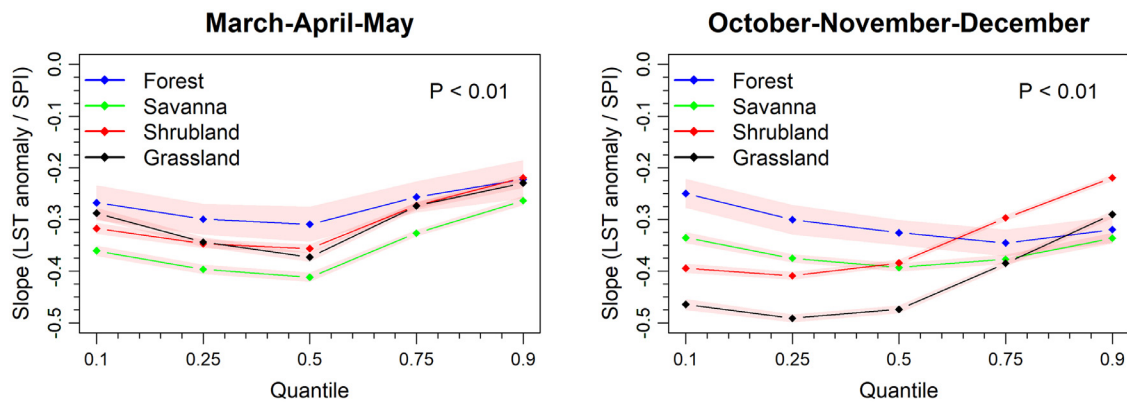 March-April-May
Slope (LST anomaly / SPI)
0.0
-0.1
-0.2
-0.3
-0.4
-0.5
Forest
Savanna
Shrubland
Grassland
P < 0.01
0.1 0.25 0.5 0.75 0.9
Quantile
October-November-December
Slope (LST anomaly / SPI)
0.0
-0.1
-0.2
-0.3
-0.4
-0.5
Forest
Savanna
Shrubland
Grassland
P < 0.01
0.1 0.25 0.5 0.75 0.9
Quantile